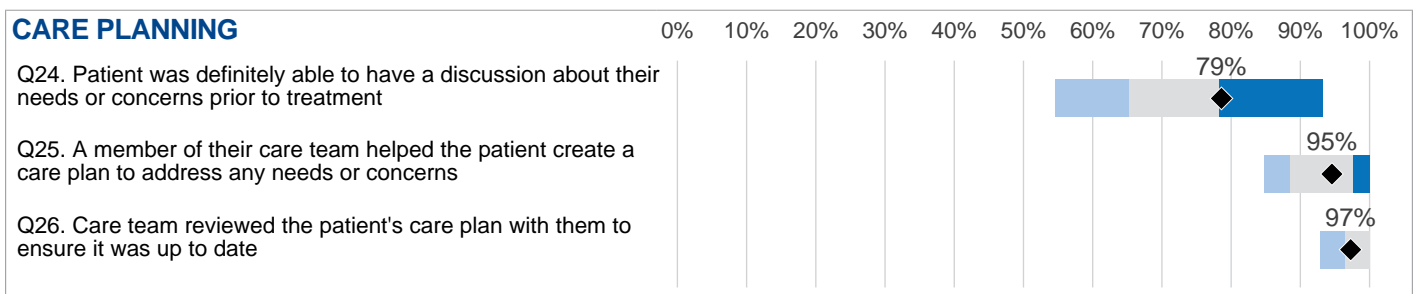 CARE PLANNING
0% 10% 20% 30% 40% 50% 60% 70% 80% 90% 100%
Q24. Patient was definitely able to have a discussion about their
needs or concerns prior to treatment
79%
Q25. A member of their care team helped the patient create a
care plan to address any needs or concerns
95%
Q26. Care team reviewed the patient's care plan with them to
ensure it was up to date
97%